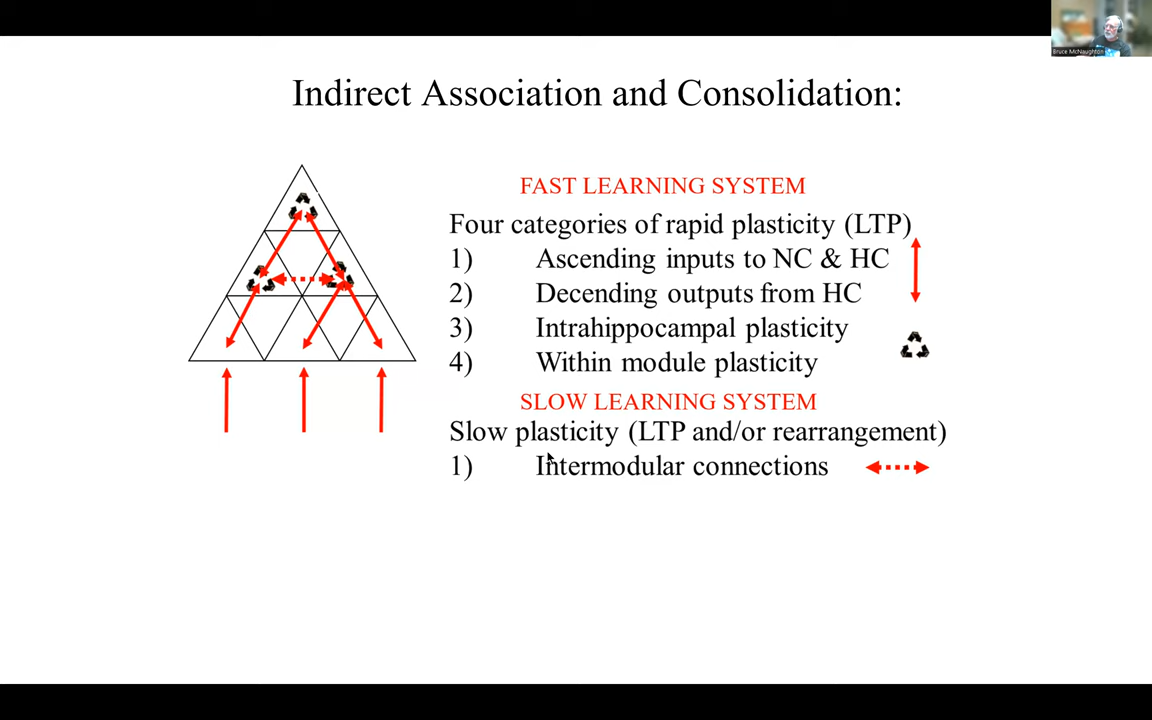 Bruce McNaughton
Indirect Association and Consolidation:
FAST LEARNING SYSTEM
Four categories of rapid plasticity (LTP)
1) Ascending inputs to NC & HC
2) Decending outputs from HC
3) Intrahippocampal plasticity
4) Within module plasticity
SLOW LEARNING SYSTEM
Slow plasticity (LTP and/or rearrangement)
1) Intermodular connections